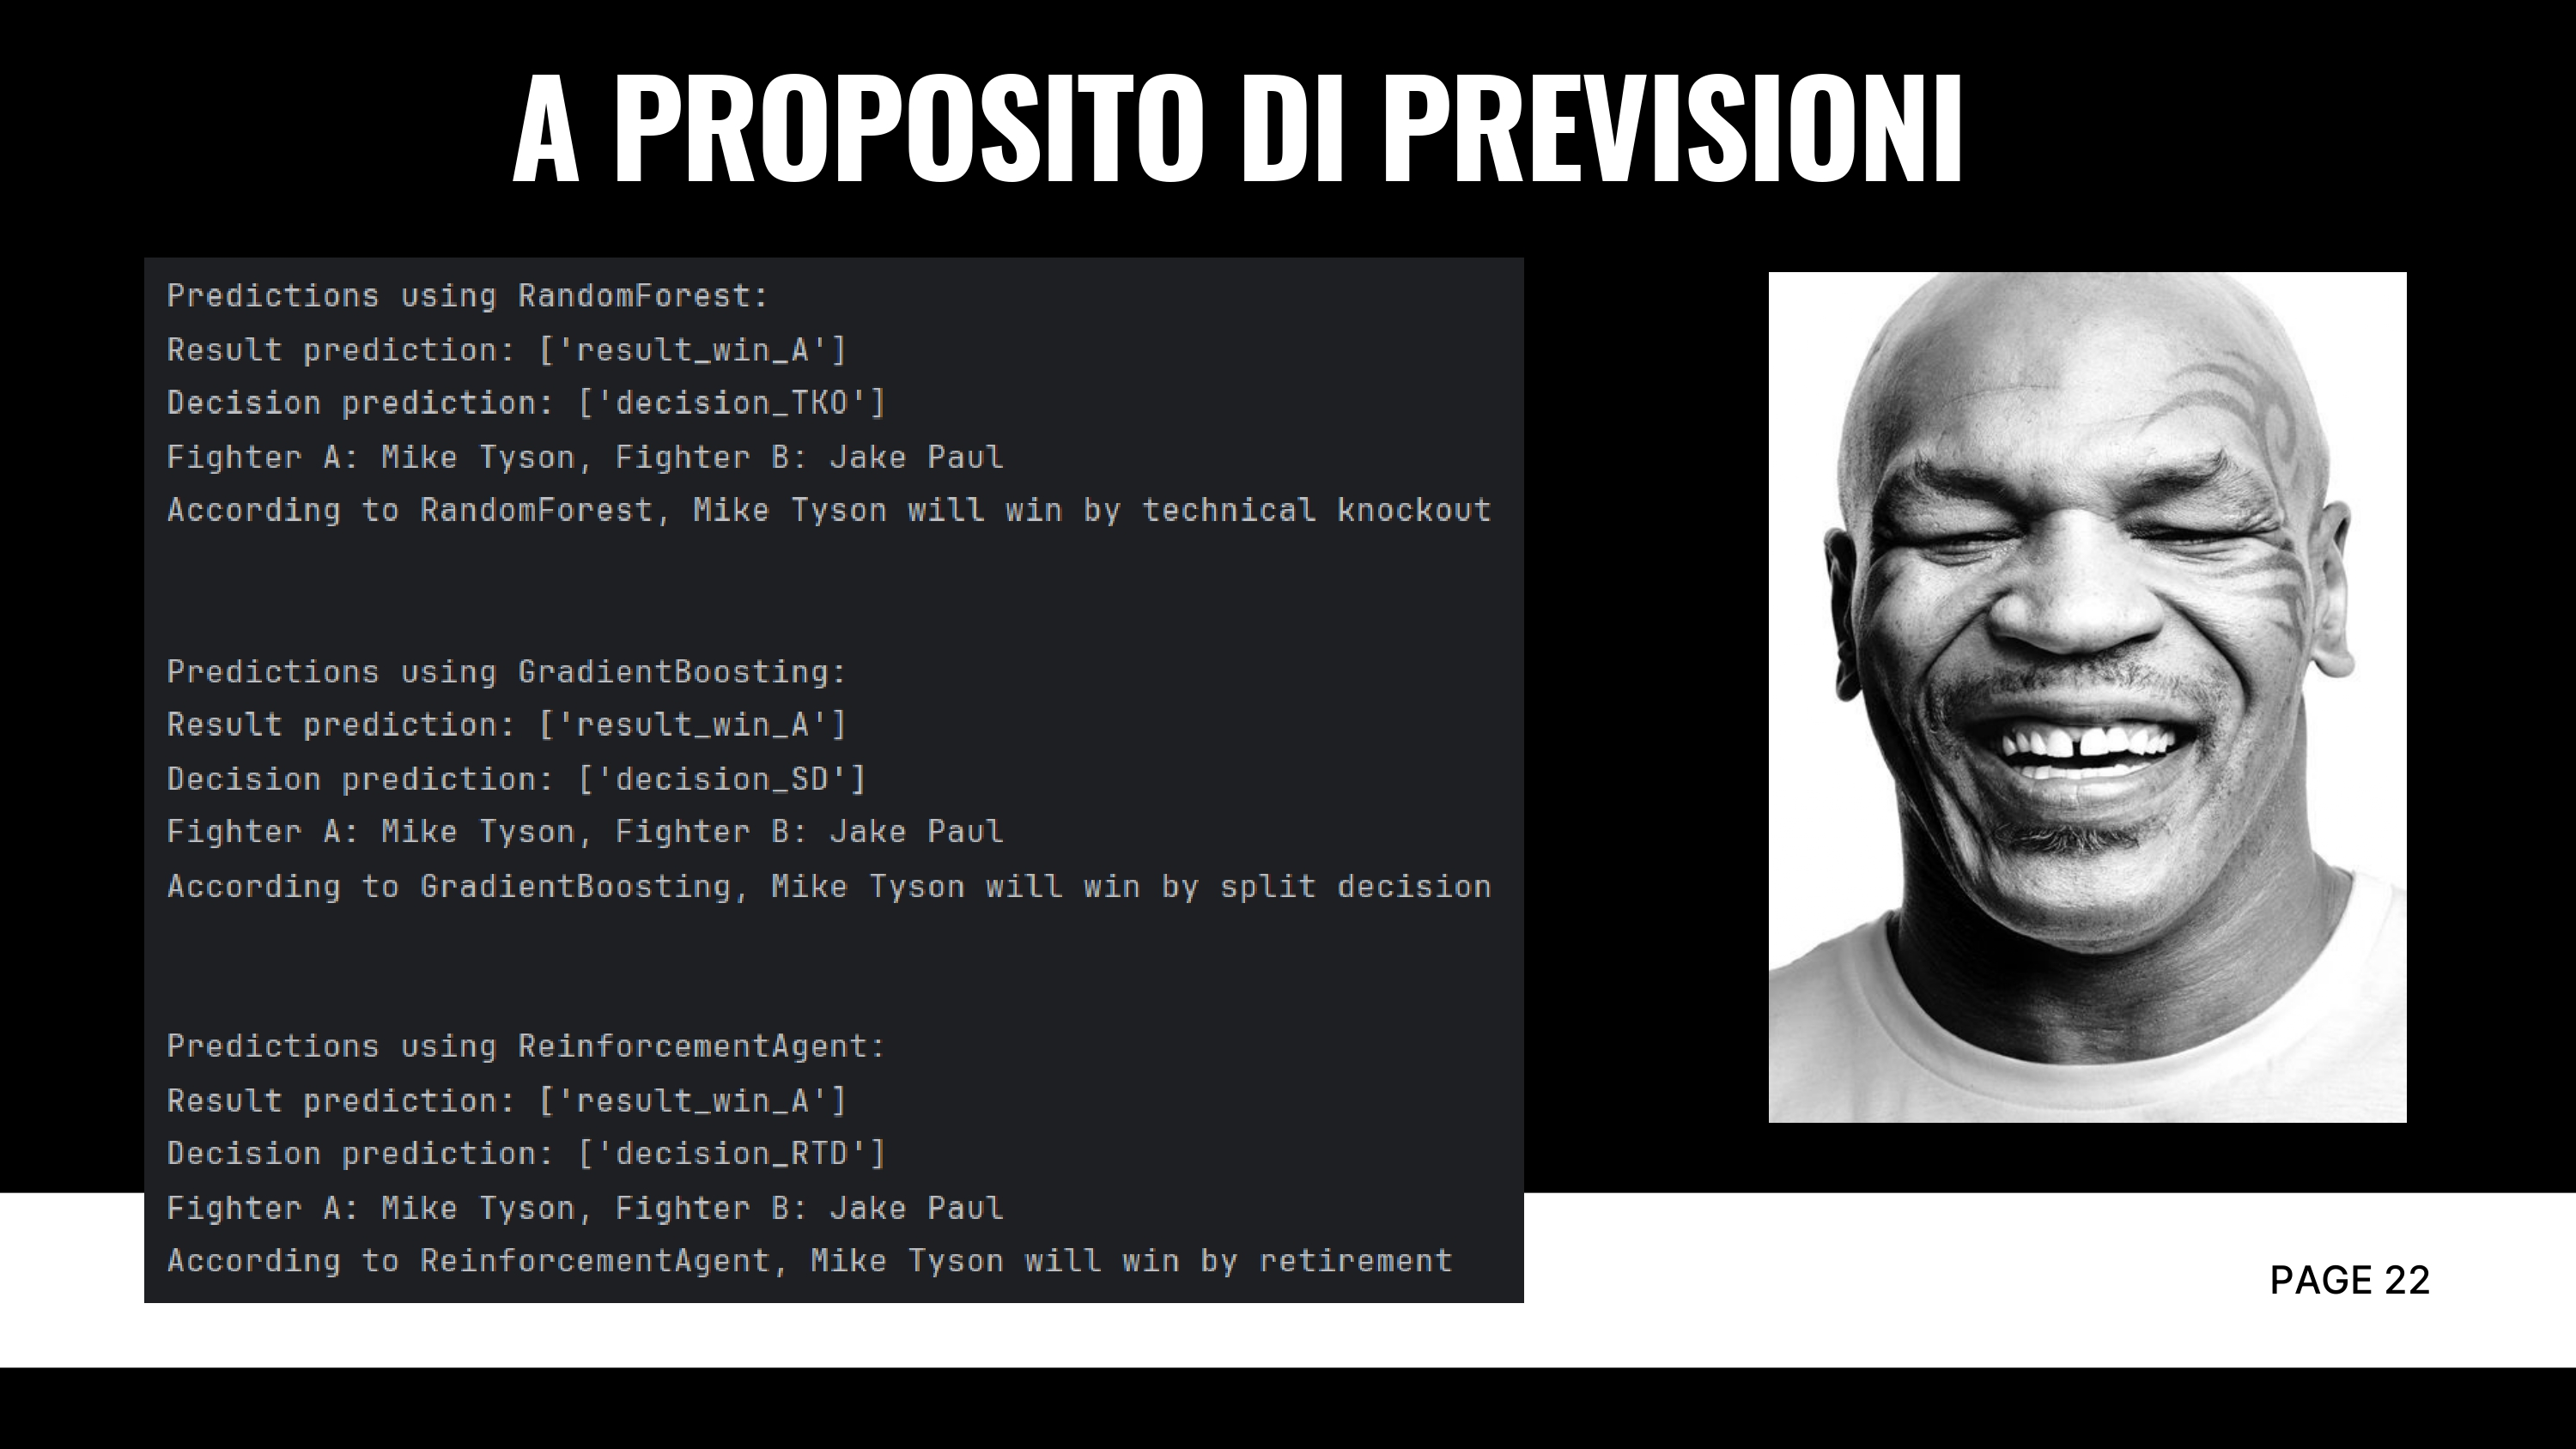 A PROPOSITO DI PREVISIONI
Predictions using RandomForest:
Result prediction: ['result_win_A']
Decision prediction: ['decision_TKO']
Fighter A: Mike Tyson, Fighter B: Jake Paul
According to RandomForest, Mike Tyson will win by technical knockout
Predictions using GradientBoosting:
Result prediction: ['result_win_A']
Decision prediction: ['decision_SD']
Fighter A: Mike Tyson, Fighter B: Jake Paul
According to GradientBoosting, Mike Tyson will win by split decision
Predictions using ReinforcementAgent:
Result prediction: ['result_win_A']
Decision prediction: ['decision_RTD']
Fighter A: Mike Tyson, Fighter B: Jake Paul
According to ReinforcementAgent, Mike Tyson will win by retirement
PAGE 22